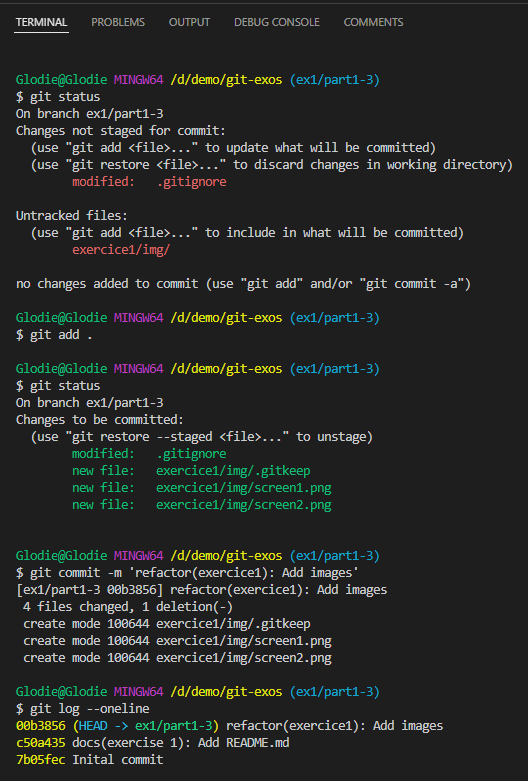 TERMINAL PROBLEMS OUTPUT DEBUG CONSOLE COMMENTS
Glodie@Glodie MINGW64 /d/demo/git-exos (ex1/part1-3)
$ git status
On branch ex1/part1-3
Changes not staged for commit:
  (use "git add <file>..." to update what will be committed)
  (use "git restore <file>..." to discard changes in working directory)
        modified:   .gitignore
Untracked files:
  (use "git add <file>..." to include in what will be committed)
        exercice1/img/
no changes added to commit (use "git add" and/or "git commit -a")
Glodie@Glodie MINGW64 /d/demo/git-exos (ex1/part1-3)
$ git add .
Glodie@Glodie MINGW64 /d/demo/git-exos (ex1/part1-3)
$ git status
On branch ex1/part1-3
Changes to be committed:
  (use "git restore --staged <file>..." to unstage)
        modified:   .gitignore
        new file:   exercice1/img/.gitkeep
        new file:   exercice1/img/screen1.png
        new file:   exercice1/img/screen2.png
Glodie@Glodie MINGW64 /d/demo/git-exos (ex1/part1-3)
$ git commit -m 'refactor(exercice1): Add images'
[ex1/part1-3 00b3856] refactor(exercice1): Add images
 4 files changed, 1 deletion(-)
 create mode 100644 exercice1/img/.gitkeep
 create mode 100644 exercice1/img/screen1.png
 create mode 100644 exercice1/img/screen2.png
Glodie@Glodie MINGW64 /d/demo/git-exos (ex1/part1-3)
$ git log --oneline
00b3856 (HEAD -> ex1/part1-3) refactor(exercice1): Add images
c50a435 docs(exercise 1): Add README.md
7b05fec Inital commit